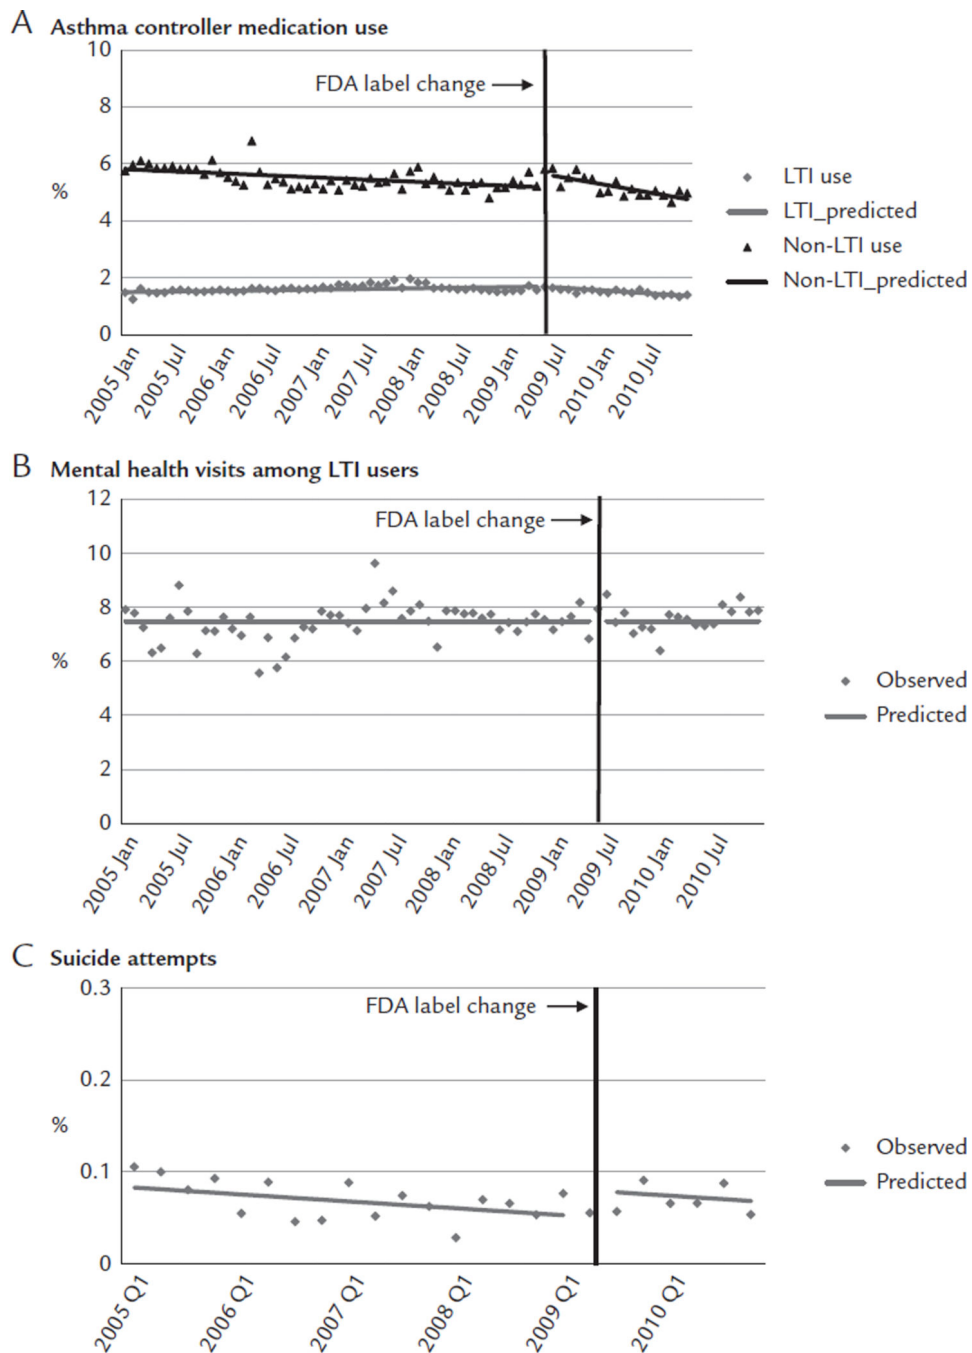 A Asthma controller medication use
10
FDA label change
8
6
%
4
2
0
2005 Jan
2005 Jul
2006 Jan
2006 Jul
2007 Jan
2007 Jul
2008 Jan
2008 Jul
2009 Jan
2009 Jul
2010 Jan
2010 Jul
LTI use
LTI_predicted
Non-LTI use
Non-LTI_predicted
B Mental health visits among LTI users
12
FDA label change
10
8
%
6
4
2
0
2005 Jan
2005 Jul
2006 Jan
2006 Jul
2007 Jan
2007 Jul
2008 Jan
2008 Jul
2009 Jan
2009 Jul
2010 Jan
2010 Jul
Observed
Predicted
C Suicide attempts
0.3
FDA label change
0.2
%
0.1
0
2005 Q1
2006 Q1
2007 Q1
2008 Q1
2009 Q1
2010 Q1
Observed
Predicted